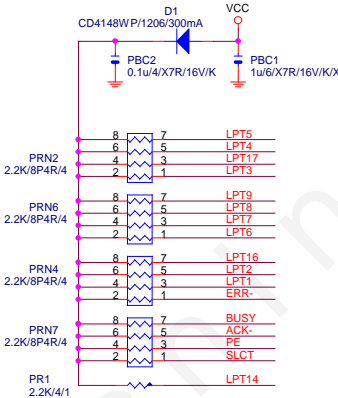 VCC
D1
CD4148WP/1206/300mA
PBC2
0.1u/4/X7R/16V/K
PBC1
1u/6/X7R/16V/K/X
8 7 LPT5
6 5 LPT4
4 3 LPT17
2 1 LPT3
PRN2
2.2K/8P4R/4
8 7 LPT9
6 5 LPT8
4 3 LPT7
2 1 LPT6
PRN6
2.2K/8P4R/4
8 7 LPT16
6 5 LPT2
4 3 LPT1
2 1 ERR-
PRN4
2.2K/8P4R/4
8 7 BUSY
6 5 ACK-
4 3 PE
2 1 SLCT
PRN7
2.2K/8P4R/4
PR1
2.2K/4/1
LPT14